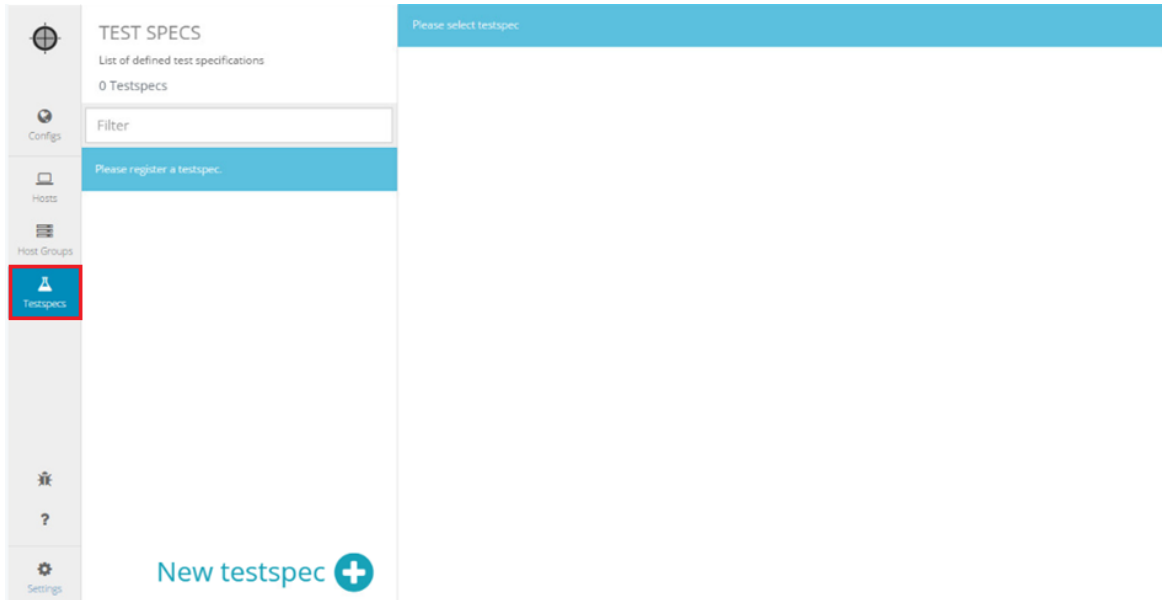 TEST SPECS
List of defined test specifications
0 Testspecs
Filter
Please register a testspec.
New testspec
Please select testspec
Configs
Hosts
Host Groups
Testspecs
?
Settings